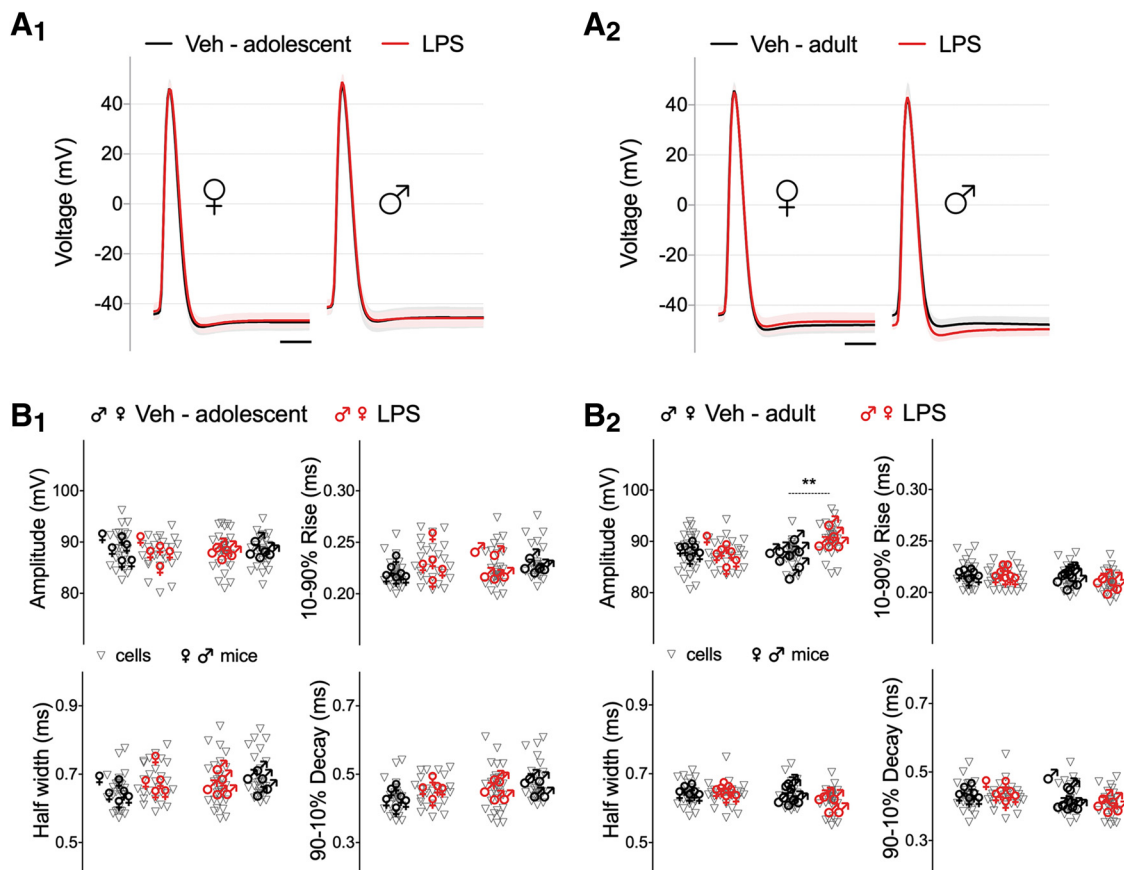 A1
Veh - adolescent LPS
Voltage (mV)
40
20
0
-20
-40
♀
♂
A2
Veh - adult LPS
Voltage (mV)
40
20
0
-20
-40
♀
♂
B1
♂ ♀ Veh - adolescent ♂ ♀ LPS
Amplitude (mV)
100
90
80
10-90% Rise (ms)
0.30
0.25
0.20
▽ cells ♀ ♂ mice
Half width (ms)
0.9
0.7
0.5
90-10% Decay (ms)
0.7
0.5
0.3
B2
♂ ♀ Veh - adult ♂ ♀ LPS
Amplitude (mV)
100
90
80
**
10-90% Rise (ms)
0.30
0.25
0.20
▽ cells ♀ ♂ mice
Half width (ms)
0.9
0.7
0.5
90-10% Decay (ms)
0.7
0.5
0.3